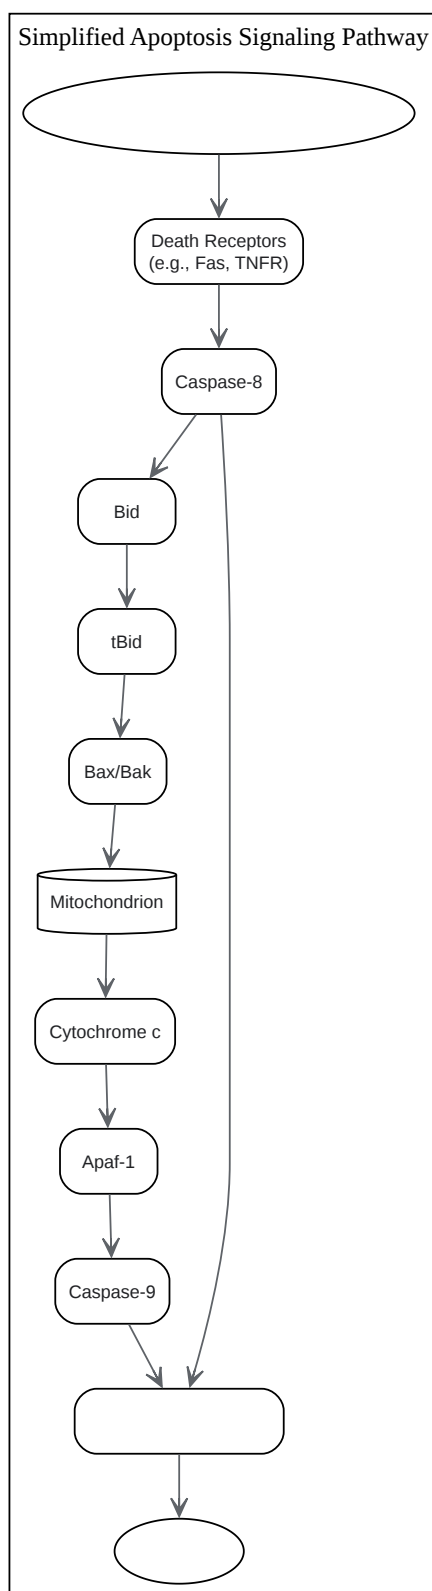 Simplified Apoptosis Signaling Pathway
Death Receptors
(e.g., Fas, TNFR)
Caspase-8
Bid
tBid
Bax/Bak
Mitochondrion
Cytochrome c
Apaf-1
Caspase-9